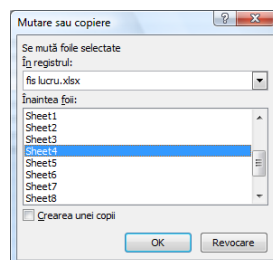 Mutare sau copiere
Se mută foile selectate
În registrul:
fis lucru.xlsx
Înaintea foii:
Sheet1
Sheet2
Sheet3
Sheet4
Sheet5
Sheet6
Sheet7
Sheet8
Crearea unei copii
OK Revocare